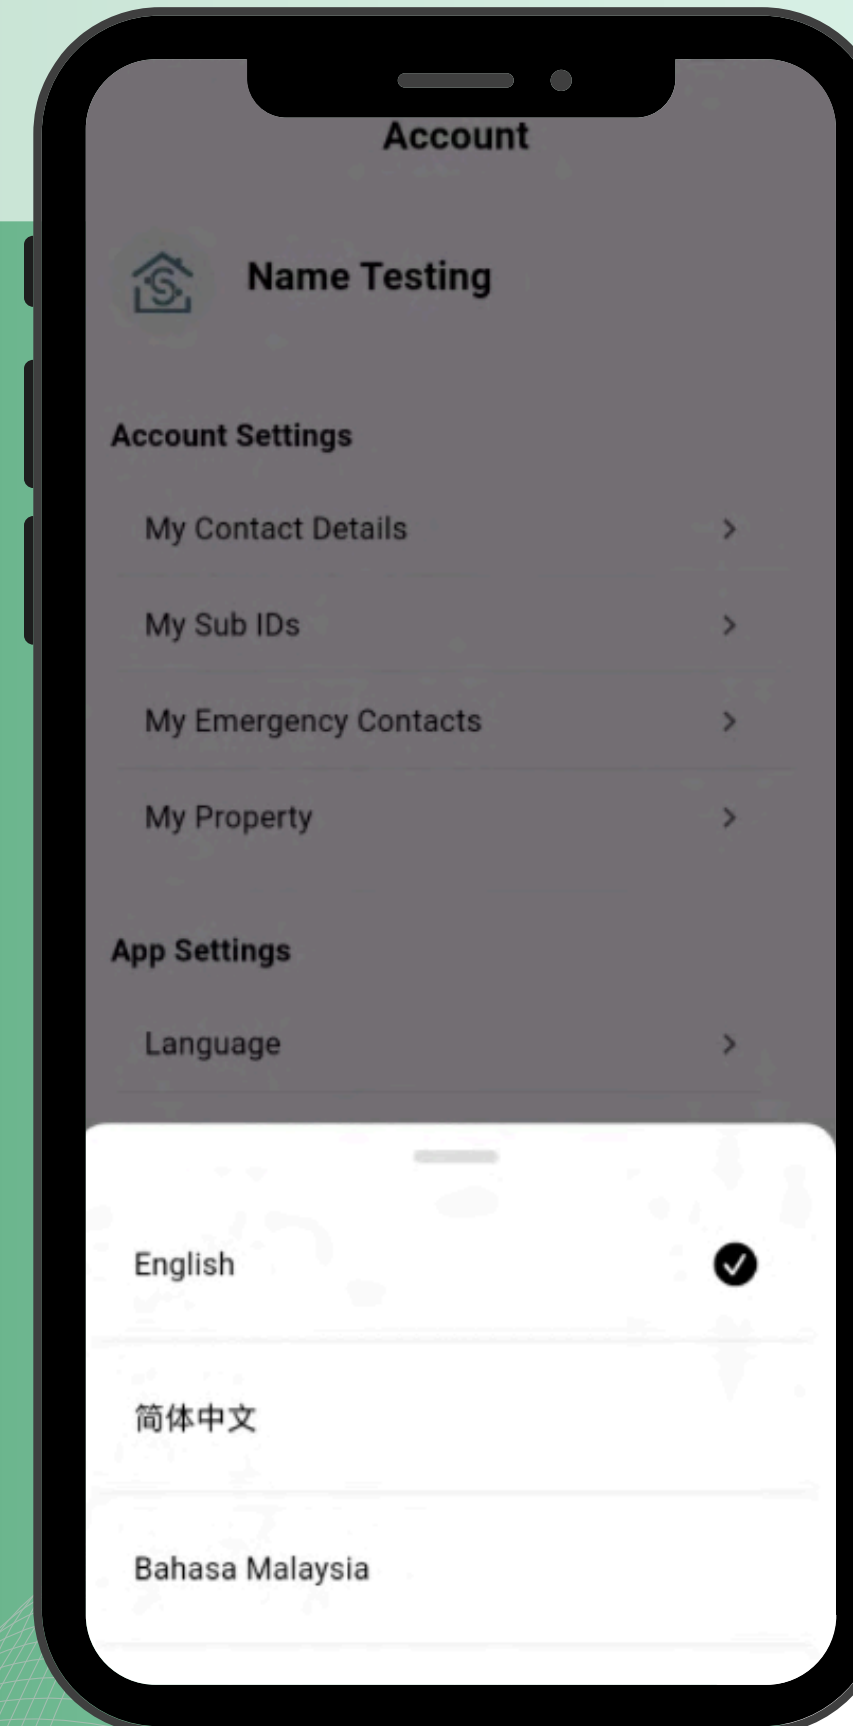 Account
Name Testing
Account Settings
My Contact Details
My Sub IDs
My Emergency Contacts
My Property
App Settings
Language
English
简体中文
Bahasa Malaysia